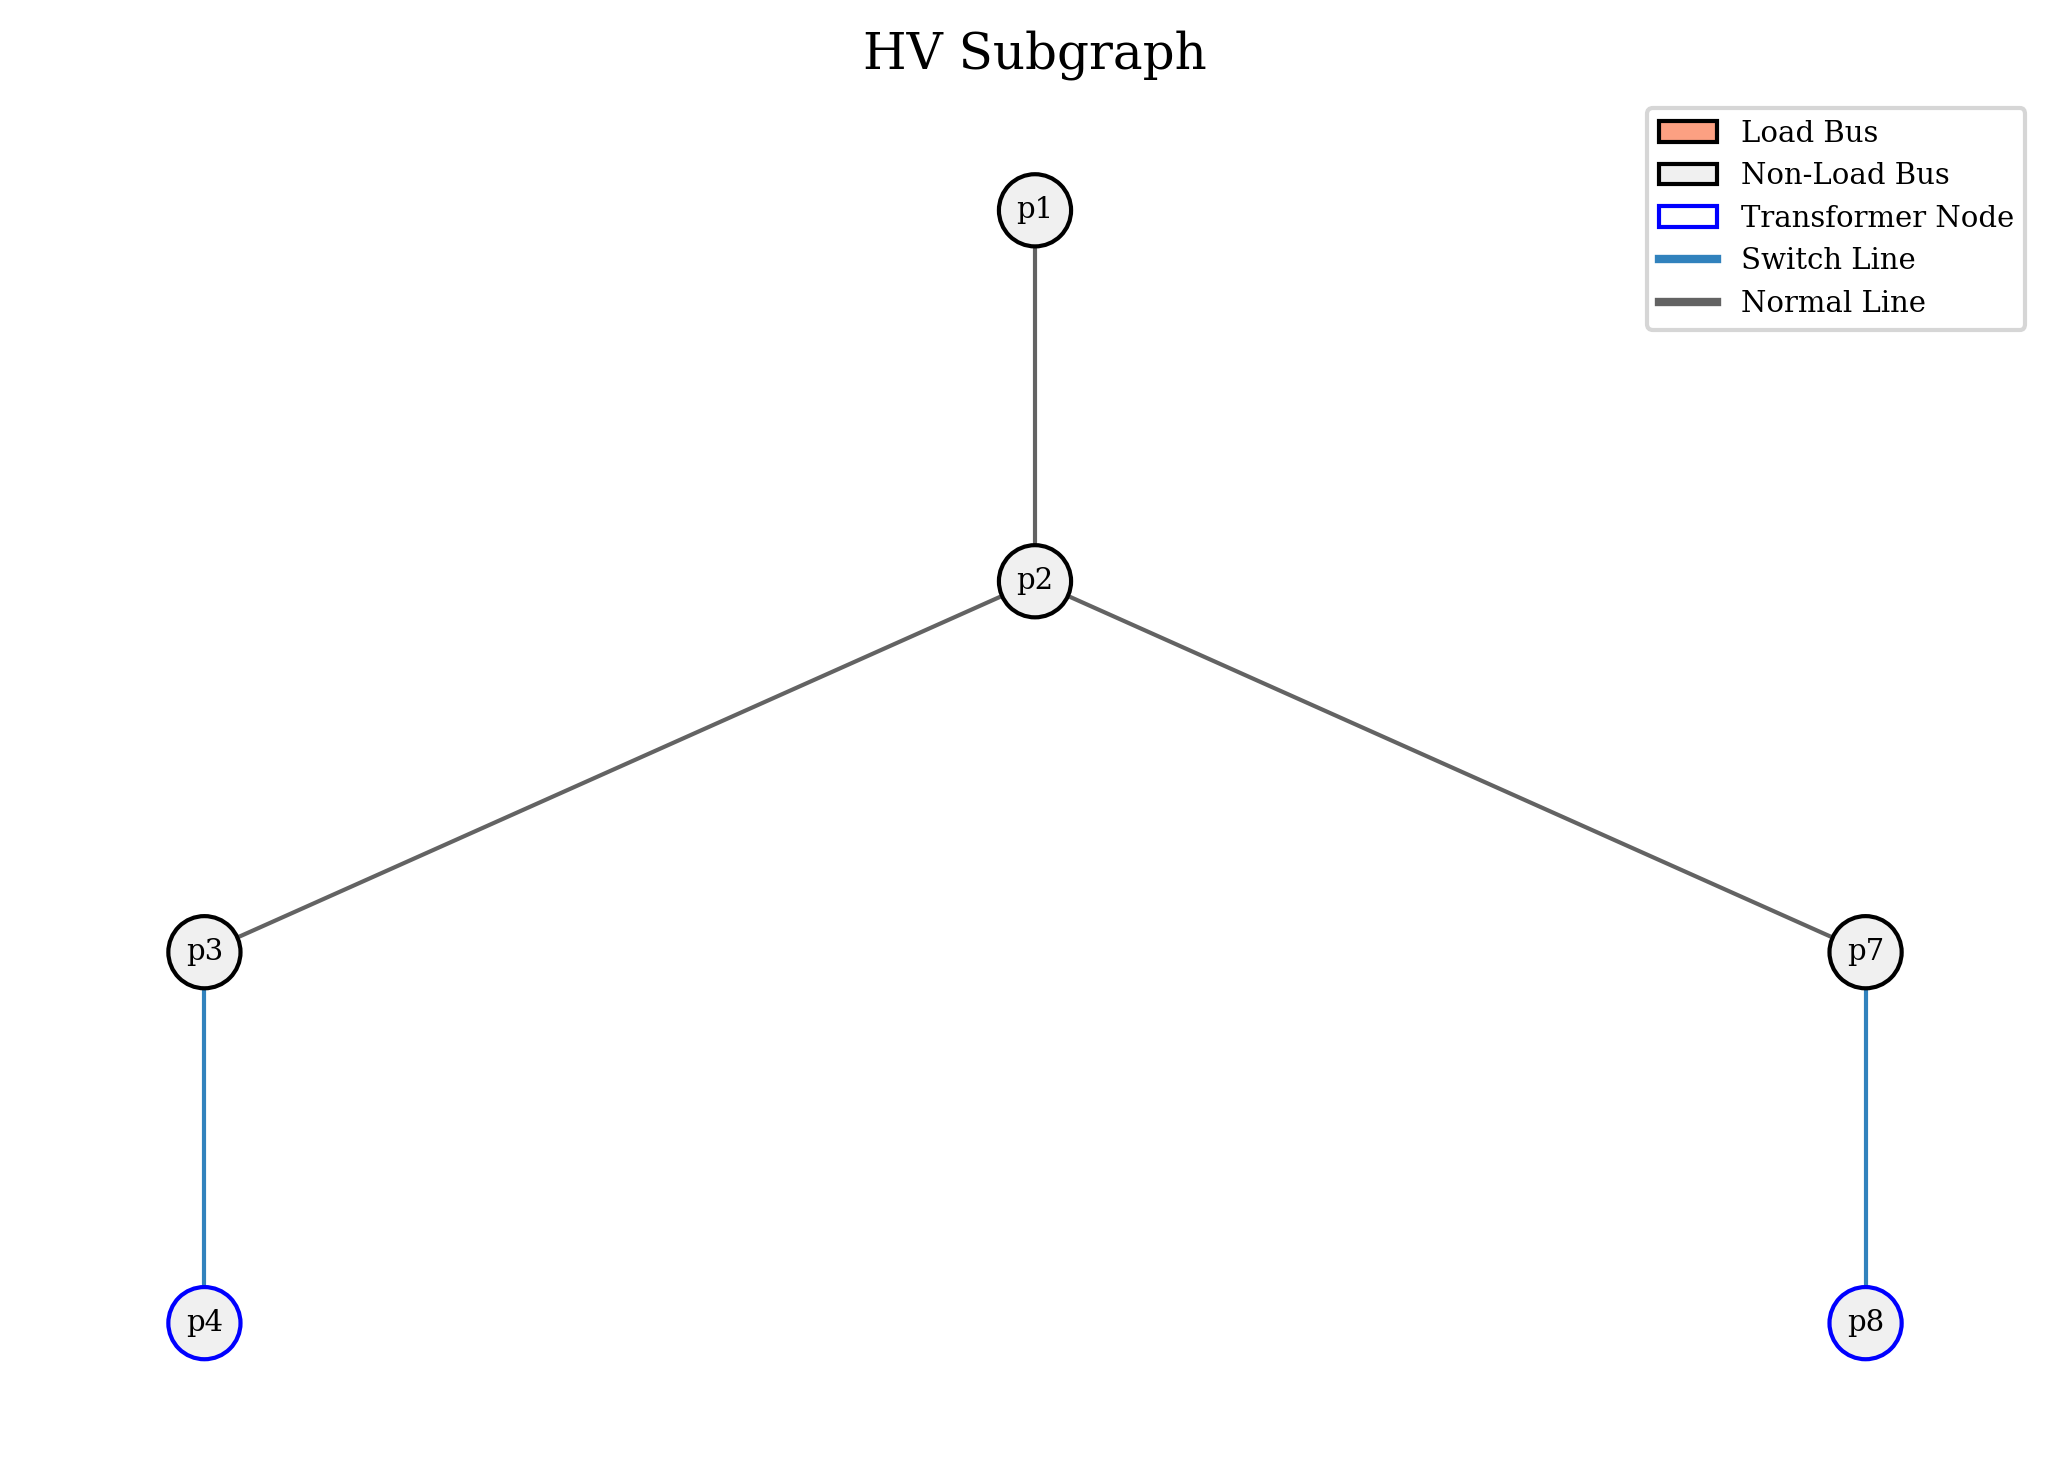 HV Subgraph
Load Bus
Non-Load Bus
Transformer Node
Switch Line
Normal Line
p1
p2
p3
p7
p4
p8